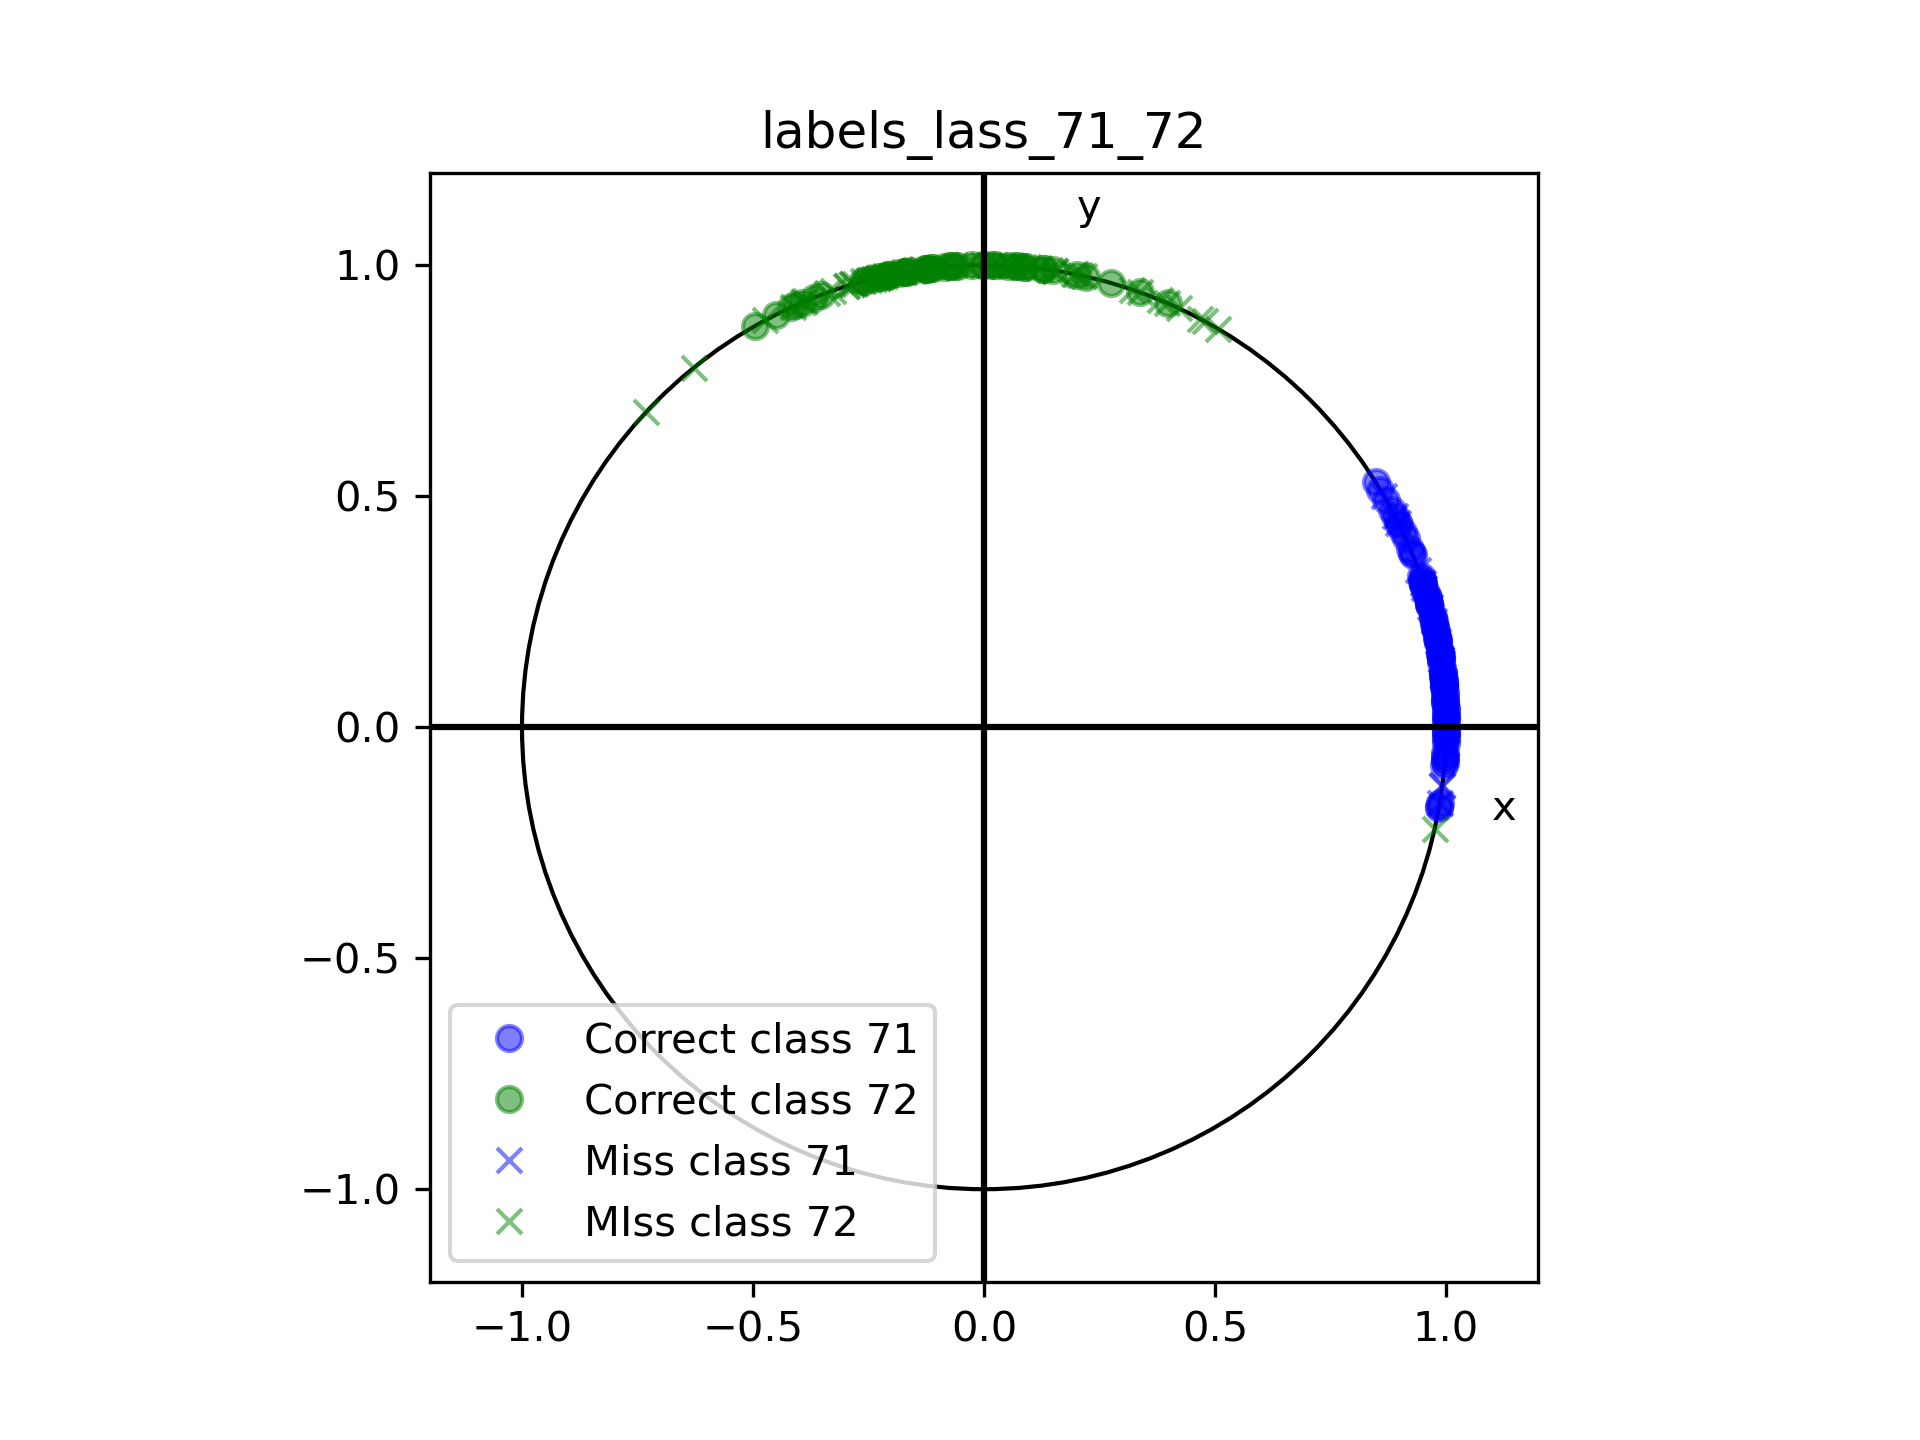 labels_lass_71_72
y
1.0
0.5
0.0
x
−0.5
−1.0
Correct class 71
Correct class 72
Miss class 71
MIss class 72
−1.0 −0.5 0.0 0.5 1.0